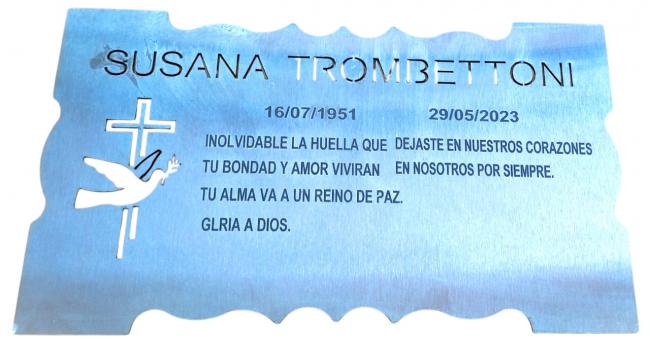 SUSANA TROMBETTONI
16/07/1951 29/05/2023
INOLVIDABLE LA HUELLA QUE DEJASTE EN NUESTROS CORAZONES
TU BONDAD Y AMOR VIVIRAN EN NOSOTROS POR SIEMPRE.
TU ALMA VA A UN REINO DE PAZ.
GLRIA A DIOS.